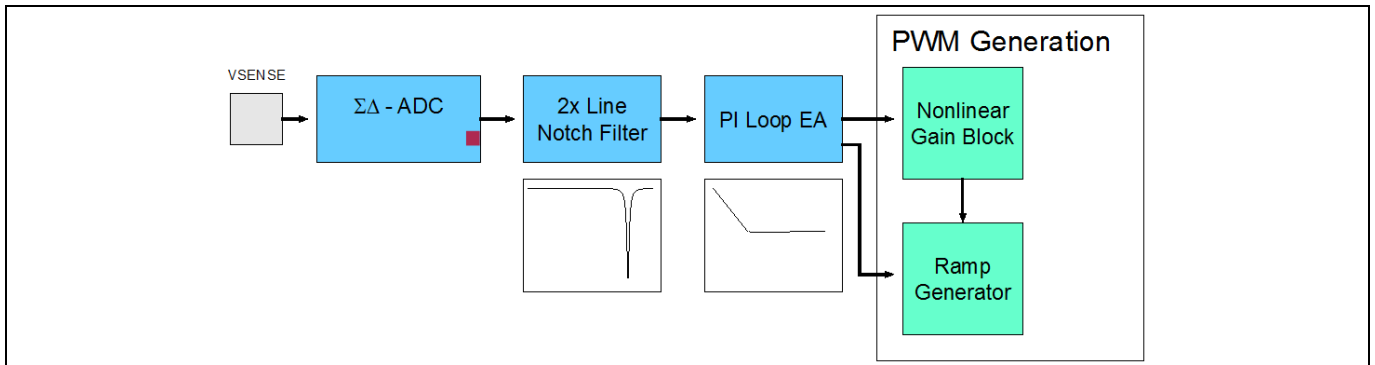 PWM Generation
VSENSE
ΣΔ - ADC
2x Line
Notch Filter
PI Loop EA
Nonlinear
Gain Block
Ramp
Generator